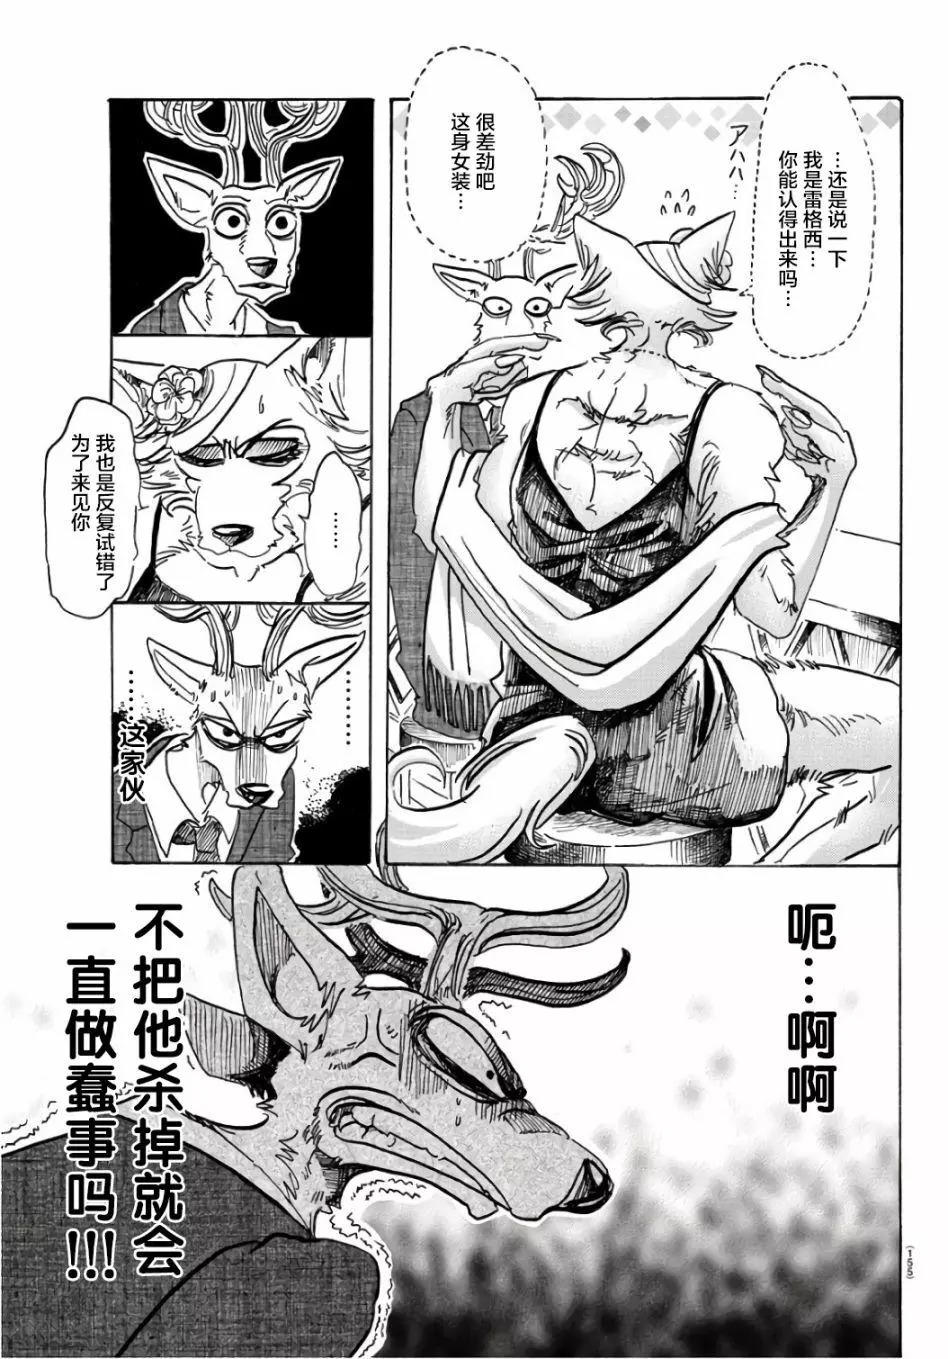 …还是说一下
我是雷格西…
你能认得出来吗…
アハハ…
很差劲吧
这身女装…
……
我也是反复试错了
为了来见你
………
……这家伙
呃…啊啊
不把他杀掉就会
一直做蠢事吗!!!
(155)